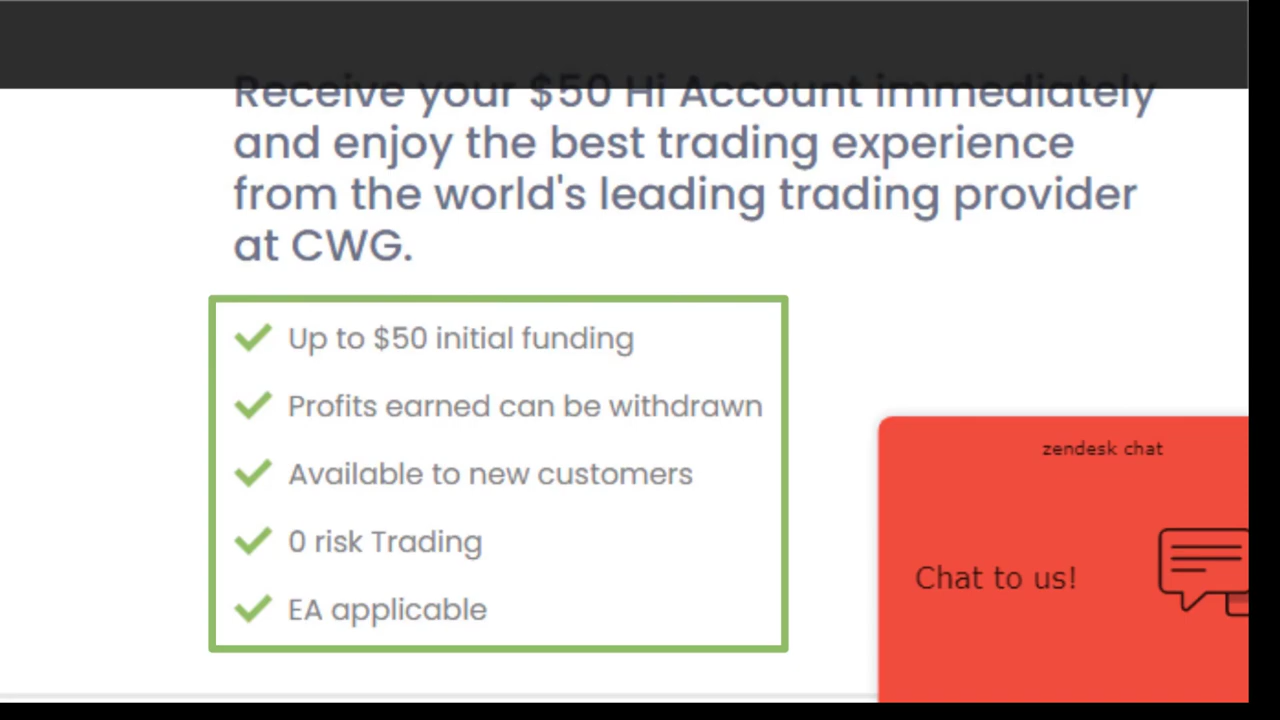 Receive your $50 Hi Account immediately
and enjoy the best trading experience
from the world's leading trading provider
at CWG.
Up to $50 initial funding
Profits earned can be withdrawn
Available to new customers
0 risk Trading
EA applicable
zendesk chat
Chat to us!